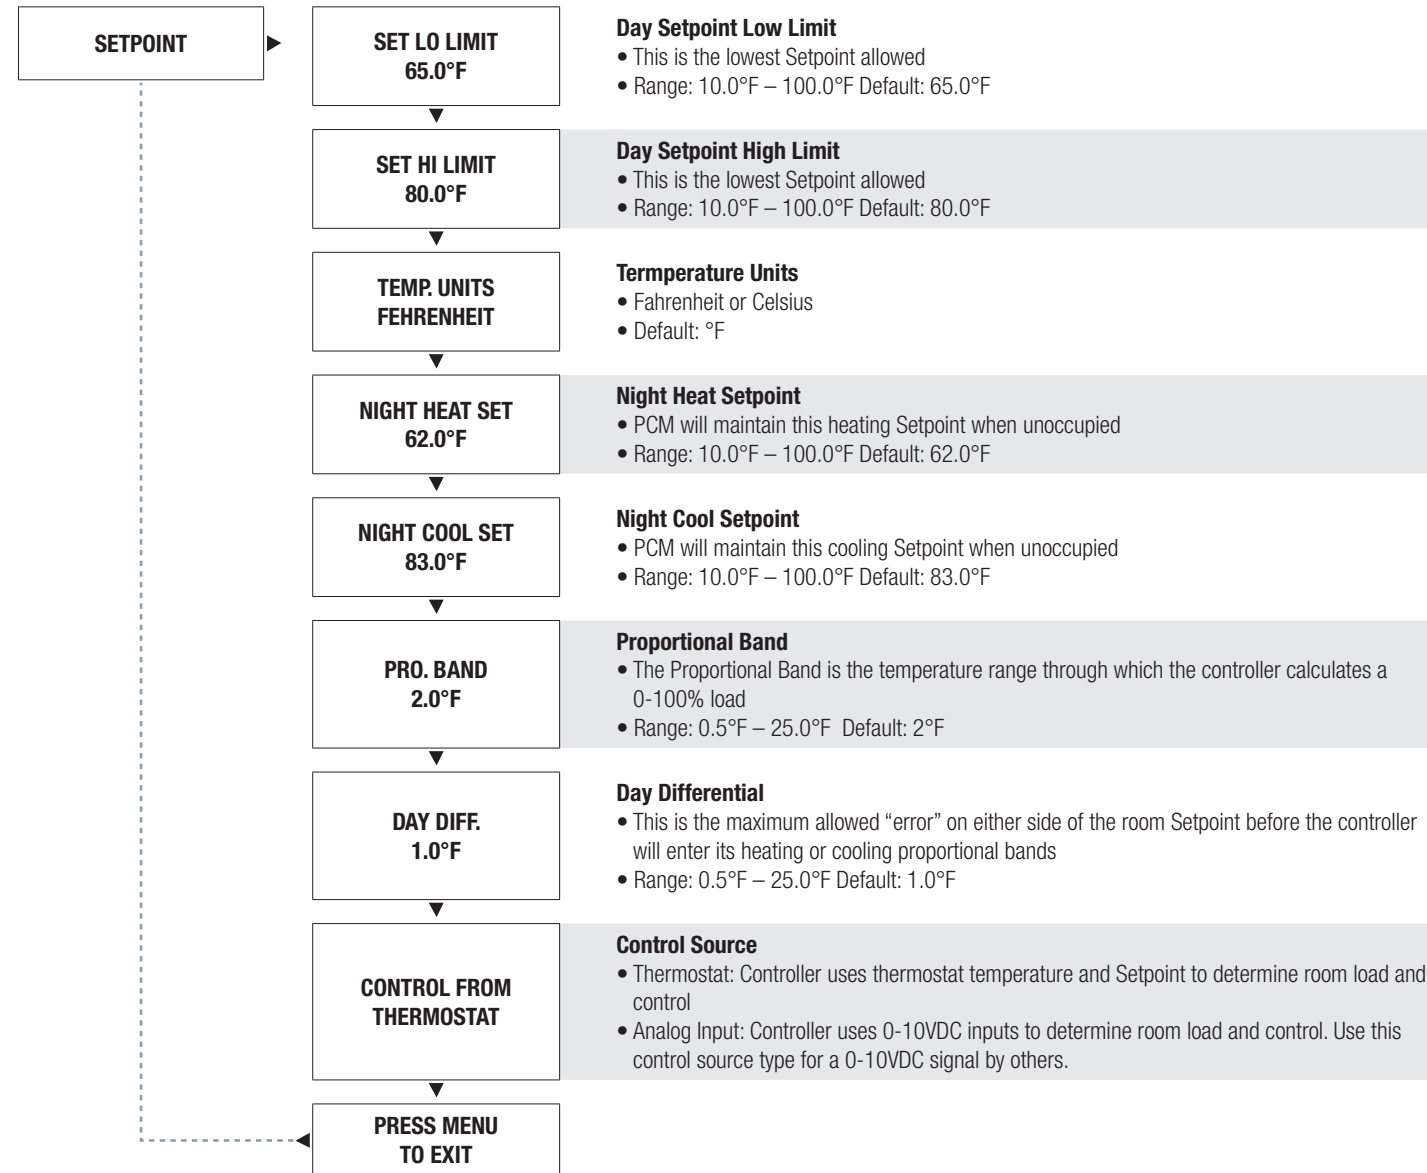 SETPOINT
SET LO LIMIT
65.0°F
Day Setpoint Low Limit
• This is the lowest Setpoint allowed
• Range: 10.0°F – 100.0°F Default: 65.0°F
SET HI LIMIT
80.0°F
Day Setpoint High Limit
• This is the lowest Setpoint allowed
• Range: 10.0°F – 100.0°F Default: 80.0°F
TEMP. UNITS
FEHRENHEIT
Termperature Units
• Fahrenheit or Celsius
• Default: °F
NIGHT HEAT SET
62.0°F
Night Heat Setpoint
• PCM will maintain this heating Setpoint when unoccupied
• Range: 10.0°F – 100.0°F Default: 62.0°F
NIGHT COOL SET
83.0°F
Night Cool Setpoint
• PCM will maintain this cooling Setpoint when unoccupied
• Range: 10.0°F – 100.0°F Default: 83.0°F
PRO. BAND
2.0°F
Proportional Band
• The Proportional Band is the temperature range through which the controller calculates a
0-100% load
• Range: 0.5°F – 25.0°F Default: 2°F
DAY DIFF.
1.0°F
Day Differential
• This is the maximum allowed “error” on either side of the room Setpoint before the controller
will enter its heating or cooling proportional bands
• Range: 0.5°F – 25.0°F Default: 1.0°F
CONTROL FROM
THERMOSTAT
Control Source
• Thermostat: Controller uses thermostat temperature and Setpoint to determine room load and
control
• Analog Input: Controller uses 0-10VDC inputs to determine room load and control. Use this
control source type for a 0-10VDC signal by others.
PRESS MENU
TO EXIT